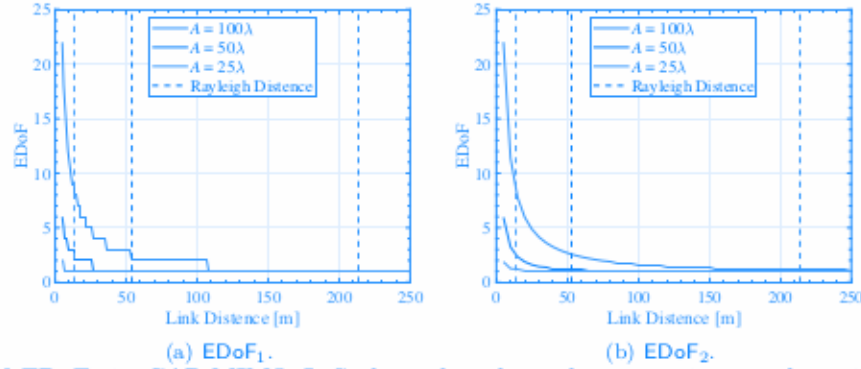 25
20
15
10
5
0
EDoF
A = 100λ
A = 50λ
A = 25λ
Rayleigh Distance
0 50 100 150 200 250
Link Distence [m]
(a) EDoF₁.
25
20
15
10
5
0
EDoF
A = 100λ
A = 50λ
A = 25λ
Rayleigh Distance
0 50 100 150 200 250
Link Distence [m]
(b) EDoF₂.